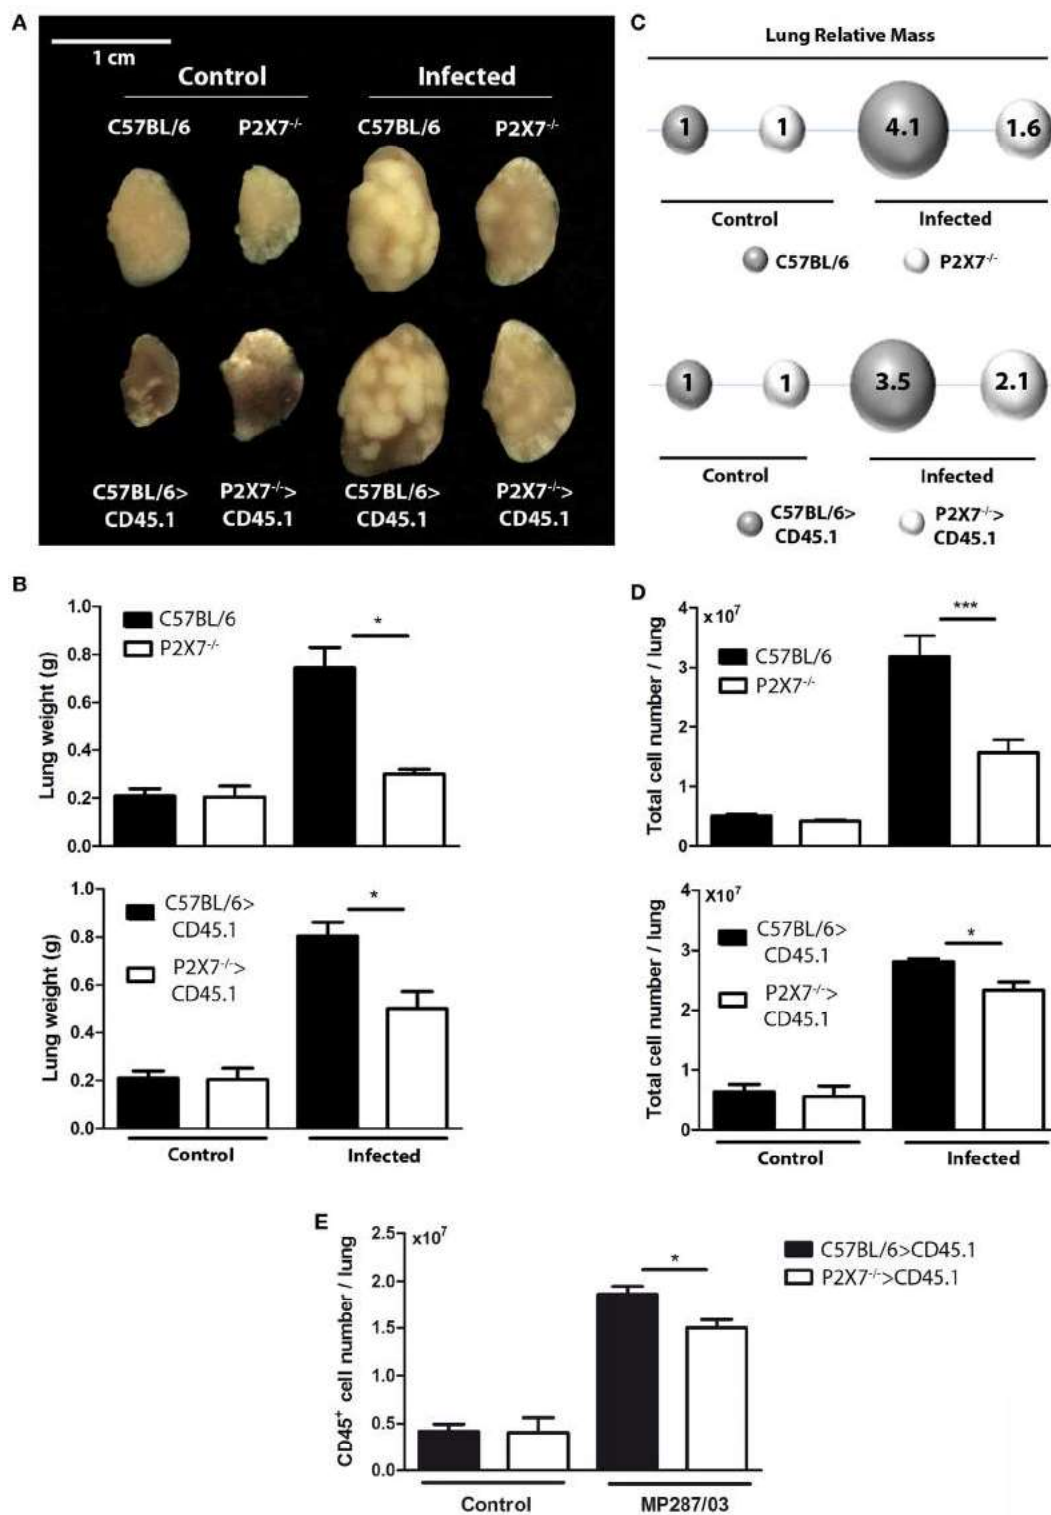 A
1 cm
Control Infected
C57BL/6 P2X7-/- C57BL/6 P2X7-/-
C57BL/6> P2X7-/-> C57BL/6> P2X7-/->
CD45.1 CD45.1 CD45.1 CD45.1
C
Lung Relative Mass
1 1 4.1 1.6
Control Infected
C57BL/6 P2X7-/-
1 1 3.5 2.1
Control Infected
C57BL/6> P2X7-/->
CD45.1 CD45.1
B
Lung weight (g)
1.0
0.8
0.6
0.4
0.2
0.0
C57BL/6
P2X7-/-
*
Lung weight (g)
1.0
0.8
0.6
0.4
0.2
0.0
C57BL/6>
CD45.1
P2X7-/->
CD45.1
*
Control Infected
D
Total cell number / lung
4
3
2
1
0
x10⁷
C57BL/6
P2X7-/-
***
Total cell number / lung
4
3
2
1
0
X10⁷
C57BL/6>
CD45.1
P2X7-/->
CD45.1
*
Control Infected
E
CD45⁺ cell number / lung
2.5
2.0
1.5
1.0
0.5
0.0
x10⁷
*
C57BL/6>CD45.1
P2X7-/->CD45.1
Control MP287/03